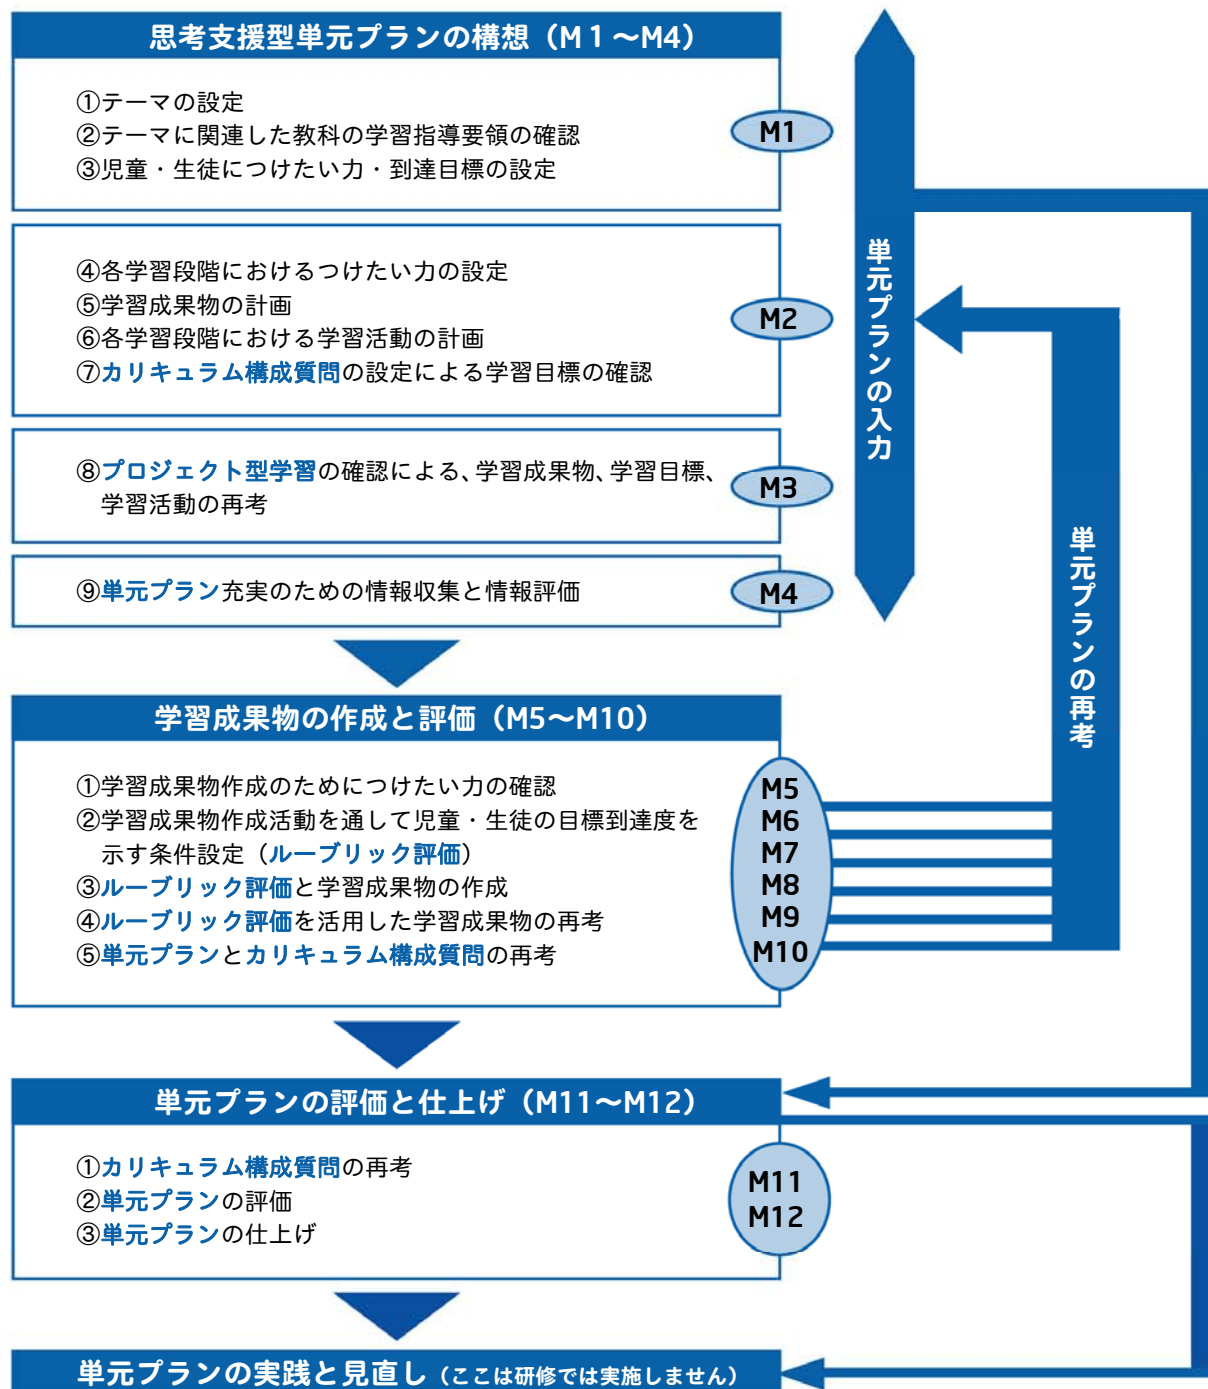 思考支援型単元プランの構想（M１〜M4）
①テーマの設定
②テーマに関連した教科の学習指導要領の確認
③児童・生徒につけたい力・到達目標の設定
M1
④各学習段階におけるつけたい力の設定
⑤学習成果物の計画
⑥各学習段階における学習活動の計画
⑦カリキュラム構成質問の設定による学習目標の確認
M2
⑧プロジェクト型学習の確認による、学習成果物、学習目標、
学習活動の再考
M3
⑨単元プラン充実のための情報収集と情報評価
M4
単元プランの入力
単元プランの再考
学習成果物の作成と評価（M5〜M10）
①学習成果物作成のためにつけたい力の確認
②学習成果物作成活動を通して児童・生徒の目標到達度を
示す条件設定（ルーブリック評価）
③ルーブリック評価と学習成果物の作成
④ルーブリック評価を活用した学習成果物の再考
⑤単元プランとカリキュラム構成質問の再考
M5
M6
M7
M8
M9
M10
単元プランの評価と仕上げ（M11〜M12）
①カリキュラム構成質問の再考
②単元プランの評価
③単元プランの仕上げ
M11
M12
単元プランの実践と見直し（ここは研修では実施しません）